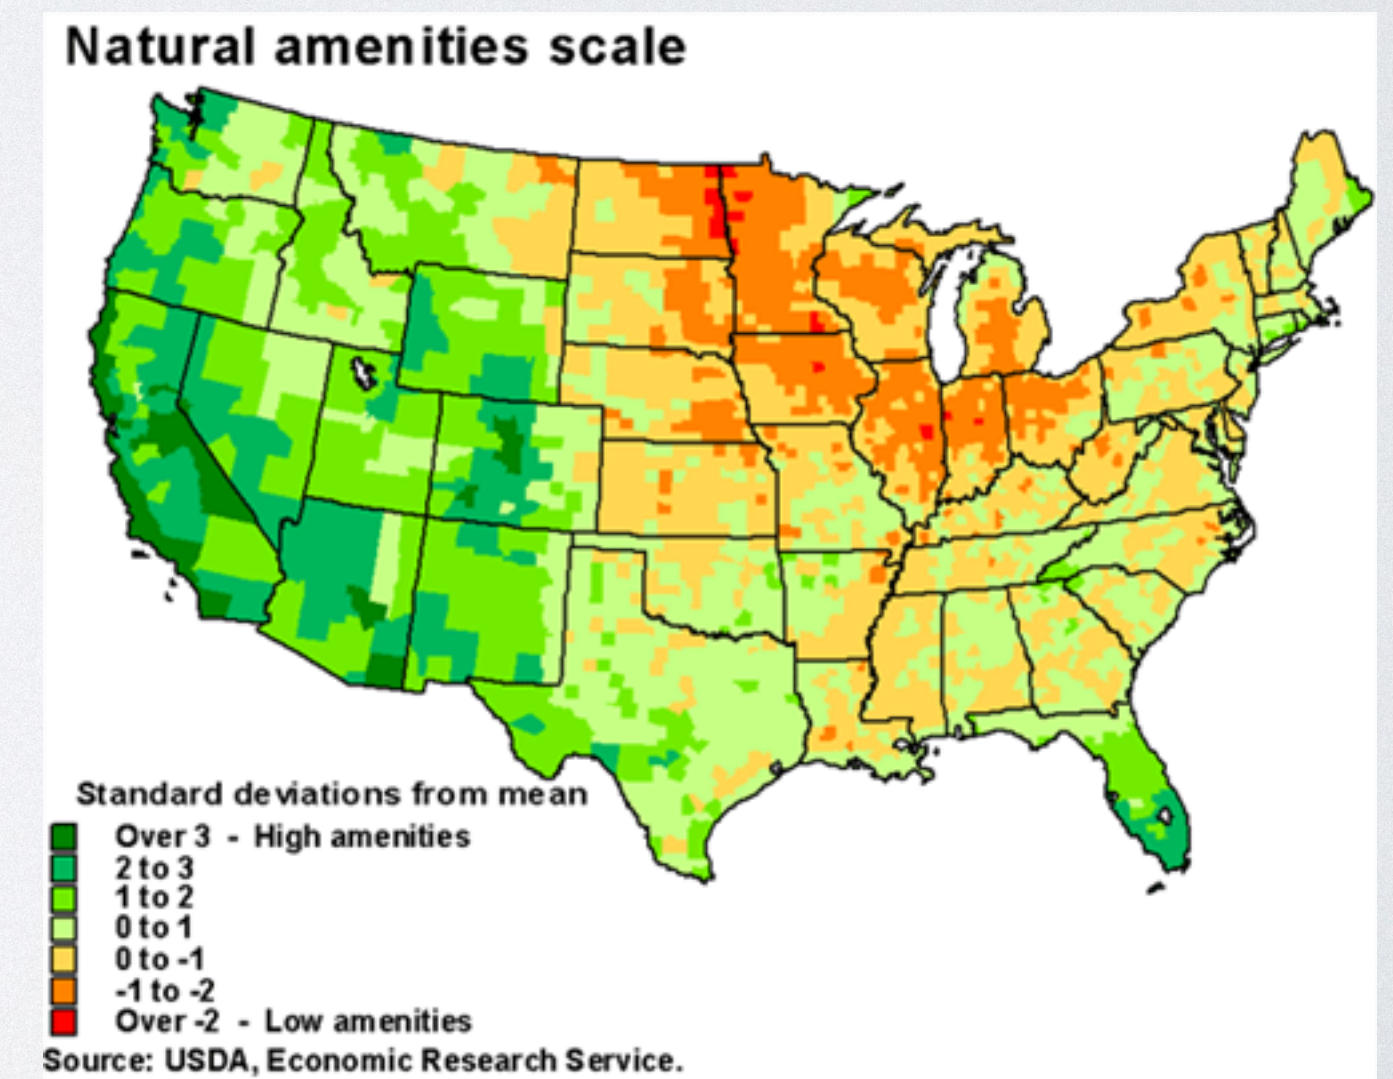 Natural amenities scale
Standard deviations from mean
Over 3 - High amenities
2 to 3
1 to 2
0 to 1
0 to -1
-1 to -2
Over -2 - Low amenities
Source: USDA, Economic Research Service.